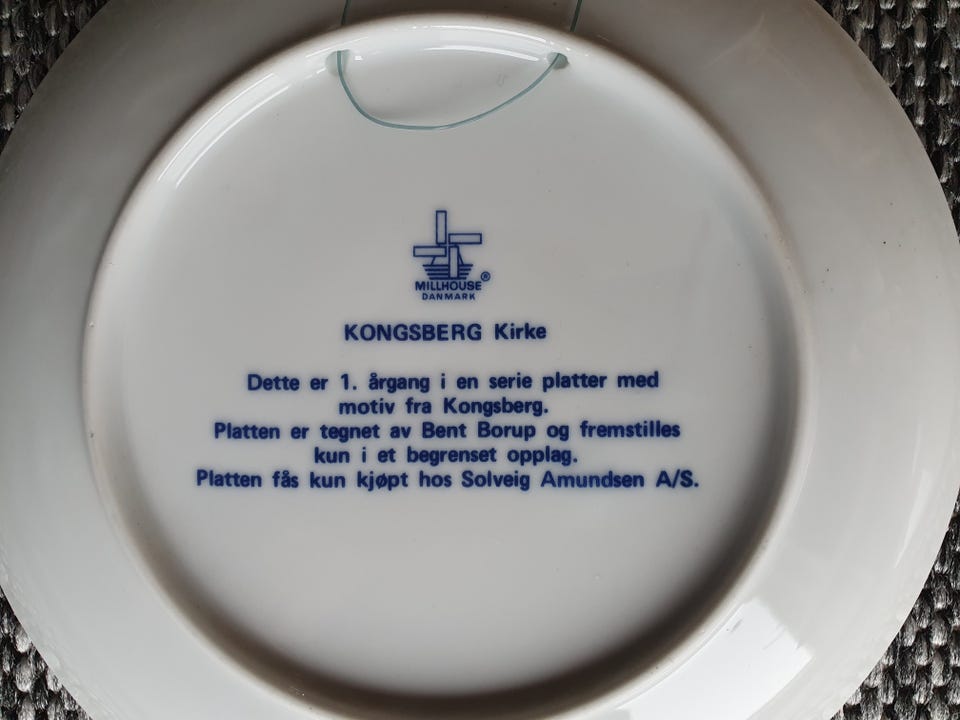 MILLHOUSE ®
DANMARK
KONGSBERG Kirke
Dette er 1. årgang i en serie platter med
motiv fra Kongsberg.
Platten er tegnet av Bent Borup og fremstilles
kun i et begrenset opplag.
Platten fås kun kjøpt hos Solveig Amundsen A/S.